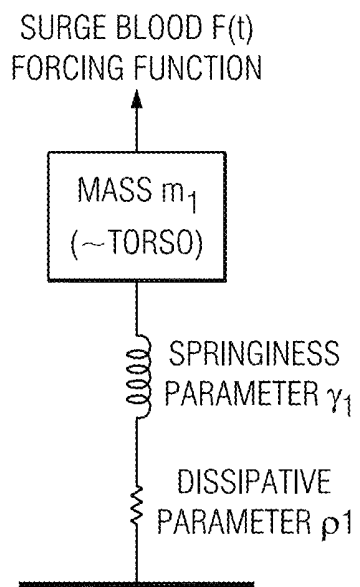 SURGE BLOOD F(t)
FORCING FUNCTION
MASS m₁
(~TORSO)
SPRINGINESS
PARAMETER γ₁
DISSIPATIVE
PARAMETER ρ1